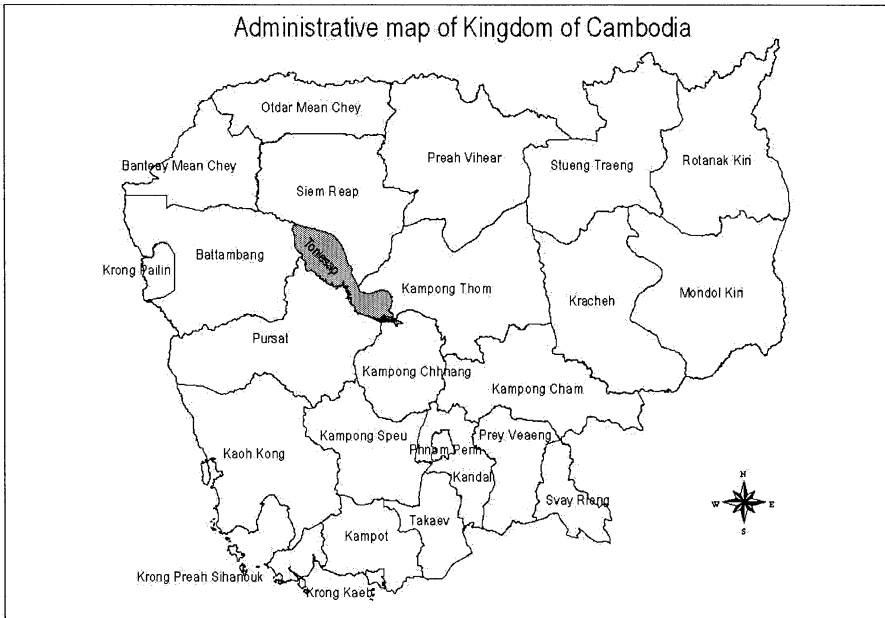 Administrative map of Kingdom of Cambodia
Otdar Mean Chey
Banteay Mean Chey
Preah Vihear
Stueng Traeng
Rotanak Kiri
Siem Reap
Battambang
Tonlesap
Krong Pailin
Kampong Thom
Kracheh
Mondol Kiri
Pursat
Kampong Chhnang
Kampong Cham
Kampong Speu
Prey Veaeng
Phnom Penh
Kaoh Kong
Kandal
Svay Rieng
Takaev
Kampot
Krong Preah Sihanouk
Krong Kaeb
N
W
E
S